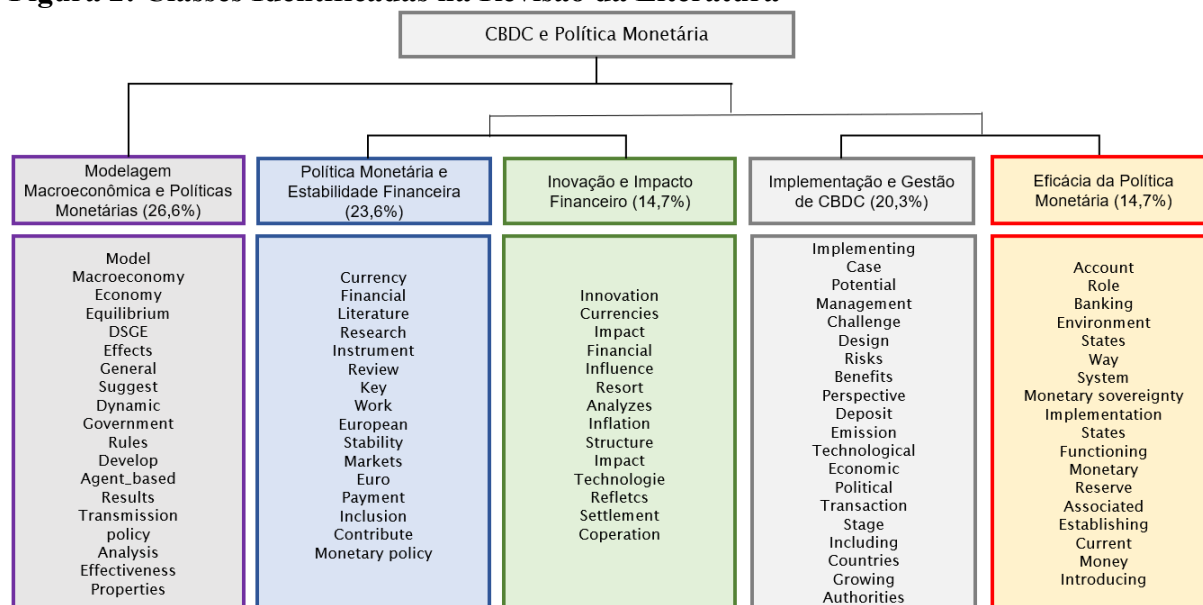 Figura 2: Classes Identificadas na Revisão da Literatura
CBDC e Política Monetária
Modelagem
Macroeconômica e Políticas
Monetárias (26,6%)
Política Monetária e
Estabilidade Financeira
(23,6%)
Inovação e Impacto
Financeiro (14,7%)
Implementação e Gestão
de CBDC (20,3%)
Eficácia da Política
Monetária (14,7%)
Model
Macroeconomy
Economy
Equilibrium
DSGE
Effects
General
Suggest
Dynamic
Government
Rules
Develop
Agent_based
Results
Transmission
policy
Analysis
Effectiveness
Properties
Currency
Financial
Literature
Research
Instrument
Review
Key
Work
European
Stability
Markets
Euro
Payment
Inclusion
Contribute
Monetary policy
Innovation
Currencies
Impact
Financial
Influence
Resort
Analyzes
Inflation
Structure
Impact
Technologie
Refletcs
Settlement
Coperation
Implementing
Case
Potential
Management
Challenge
Design
Risks
Benefits
Perspective
Deposit
Emission
Technological
Economic
Political
Transaction
Stage
Including
Countries
Growing
Authorities
Account
Role
Banking
Environment
States
Way
System
Monetary sovereignty
Implementation
States
Functioning
Monetary
Reserve
Associated
Establishing
Current
Money
Introducing